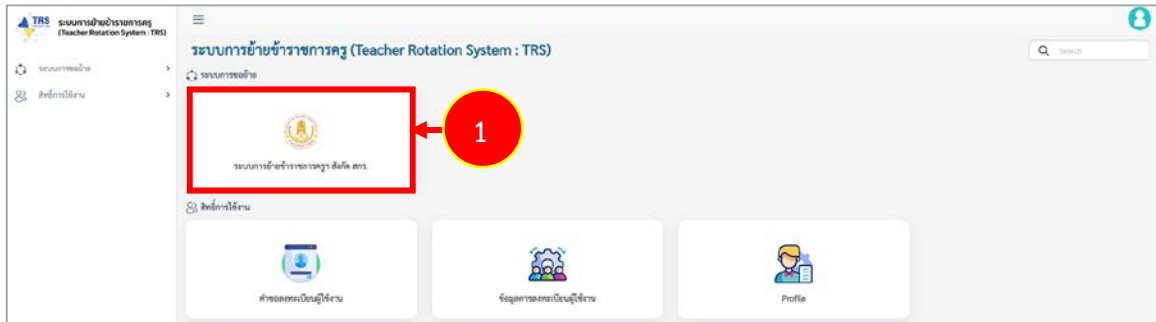 TRS ระบบการย้ายข้าราชการครู
(Teacher Rotation System : TRS)
ระบบการขอย้าย
สิทธิ์การใช้งาน
ระบบการย้ายข้าราชการครู (Teacher Rotation System : TRS)
Search
ระบบการขอย้าย
ระบบการย้ายข้าราชการครูฯ สังกัด สกร.
1
สิทธิ์การใช้งาน
คำขอลงทะเบียนผู้ใช้งาน
ข้อมูลการลงทะเบียนผู้ใช้งาน
Profile